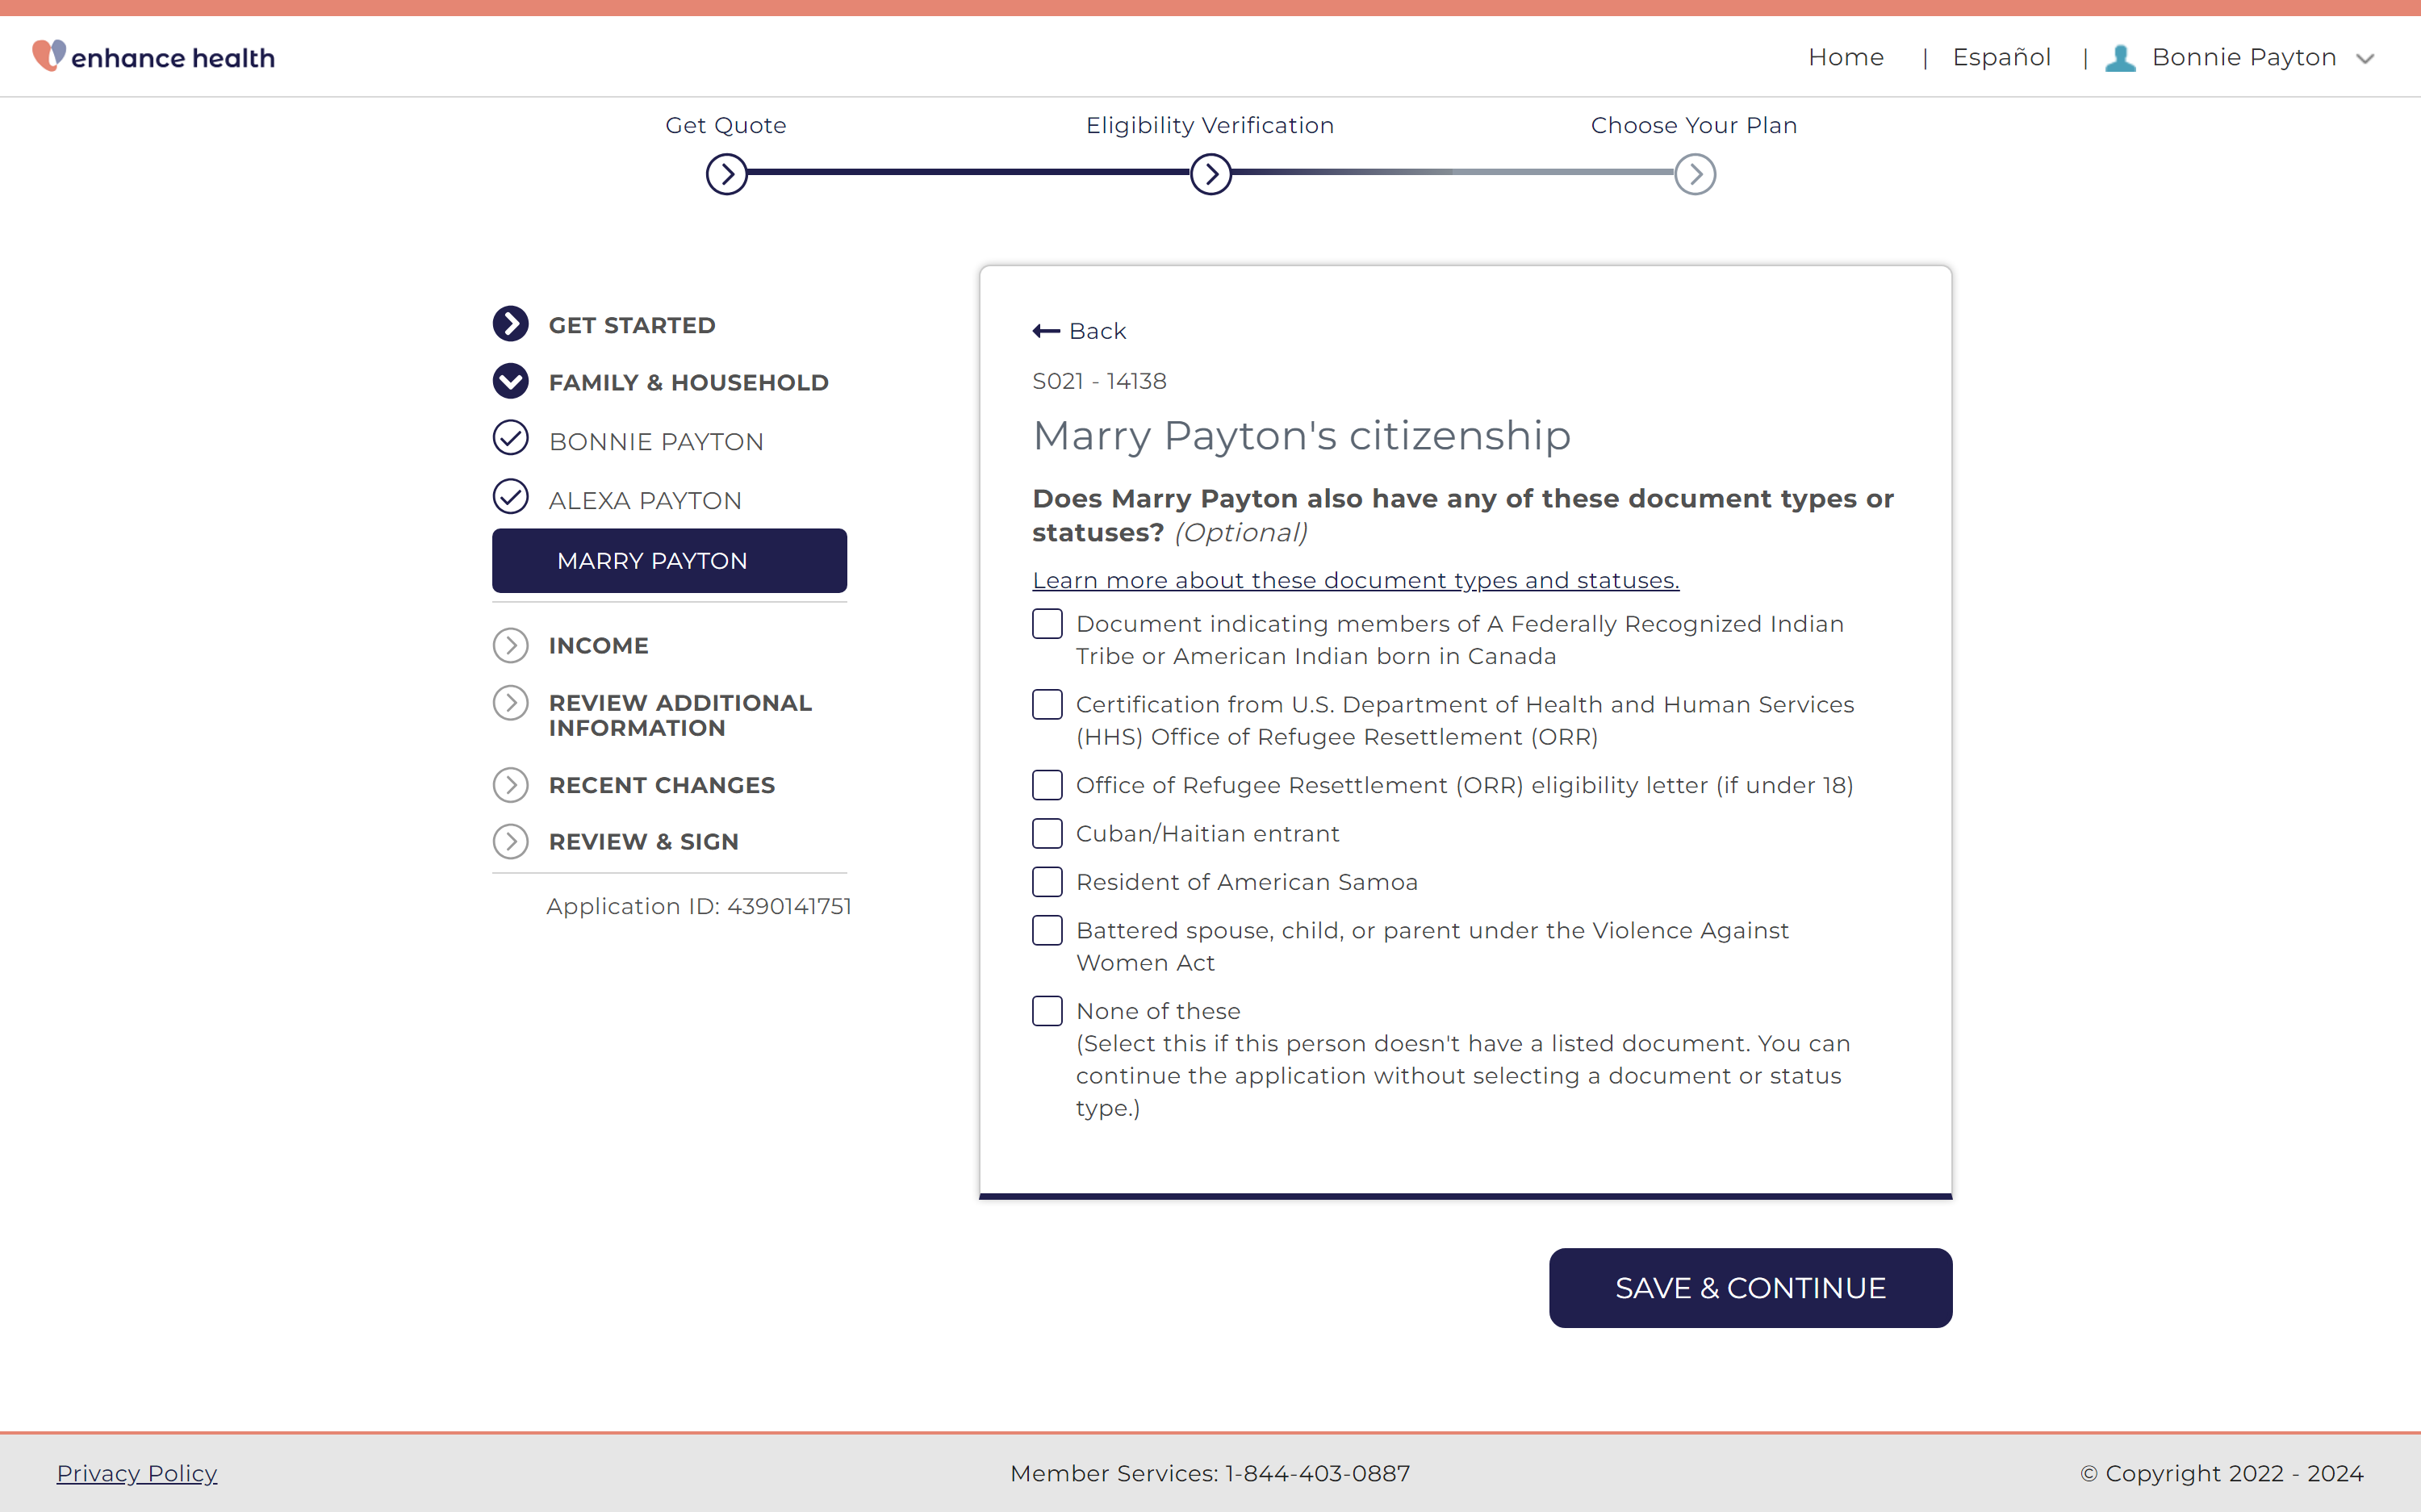 enhance health
Home | Español | Bonnie Payton
Get Quote
Eligibility Verification
Choose Your Plan
GET STARTED
FAMILY & HOUSEHOLD
BONNIE PAYTON
ALEXA PAYTON
MARRY PAYTON
INCOME
REVIEW ADDITIONAL
INFORMATION
RECENT CHANGES
REVIEW & SIGN
Application ID: 4390141751
Back
S021 - 14138
Marry Payton's citizenship
Does Marry Payton also have any of these document types or
statuses? (Optional)
Learn more about these document types and statuses.
Document indicating members of A Federally Recognized Indian
Tribe or American Indian born in Canada
Certification from U.S. Department of Health and Human Services
(HHS) Office of Refugee Resettlement (ORR)
Office of Refugee Resettlement (ORR) eligibility letter (if under 18)
Cuban/Haitian entrant
Resident of American Samoa
Battered spouse, child, or parent under the Violence Against
Women Act
None of these
(Select this if this person doesn't have a listed document. You can
continue the application without selecting a document or status
type.)
SAVE & CONTINUE
Privacy Policy
Member Services: 1-844-403-0887
© Copyright 2022 - 2024